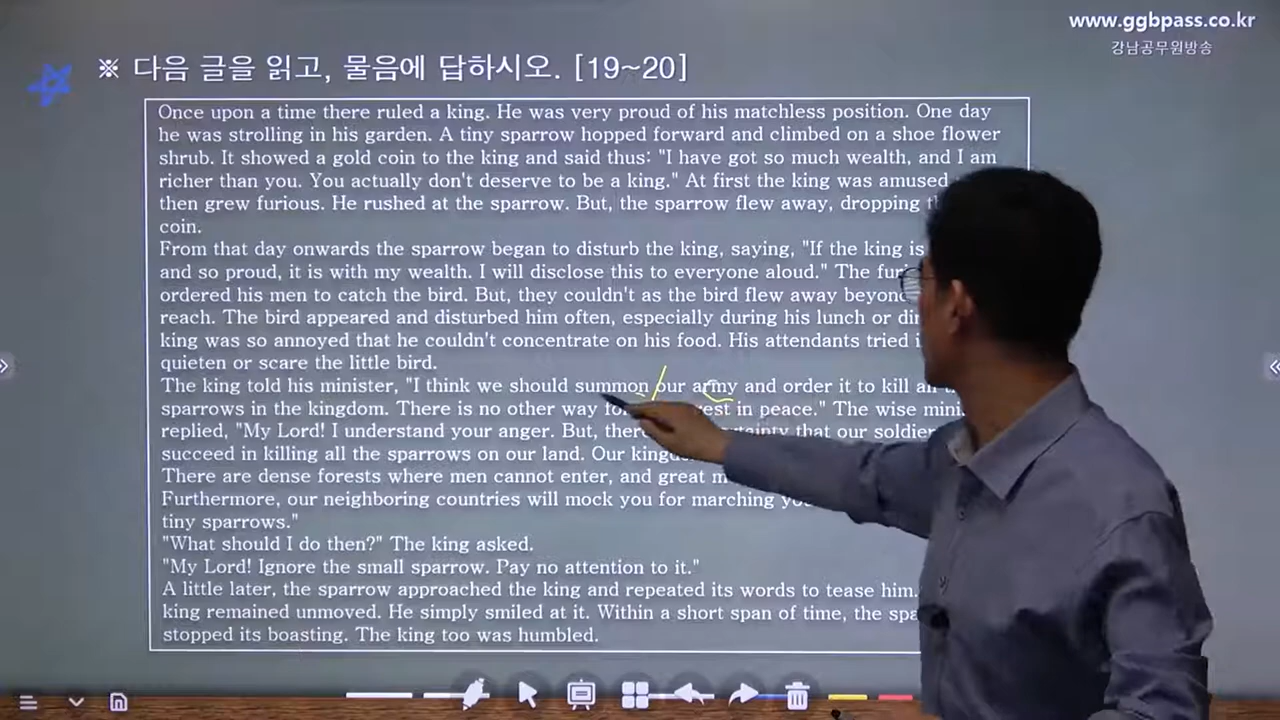 www.ggbpass.co.kr
강남공무원방송
※ 다음 글을 읽고, 물음에 답하시오. [19~20]
Once upon a time there ruled a king. He was very proud of his matchless position. One day
he was strolling in his garden. A tiny sparrow hopped forward and climbed on a shoe flower
shrub. It showed a gold coin to the king and said thus: "I have got so much wealth, and I am
richer than you. You actually don't deserve to be a king." At first the king was amused
then grew furious. He rushed at the sparrow. But, the sparrow flew away, dropping
coin.
From that day onwards the sparrow began to disturb the king, saying, "If the king is
and so proud, it is with my wealth. I will disclose this to everyone aloud." The
ordered his men to catch the bird. But, they couldn't as the bird flew away
reach. The bird appeared and disturbed him often, especially during his lunch or
king was so annoyed that he couldn't concentrate on his food. His attendants tried
quieten or scare the little bird.
The king told his minister, "I think we should summon our army and order it to kill
sparrows in the kingdom. There is no other way in peace." The wise
replied, "My Lord! I understand your anger. But, that our
succeed in killing all the sparrows on our land. Our
There are dense forests where men cannot enter, and great
Furthermore, our neighboring countries will mock you for marching
tiny sparrows."
"What should I do then?" The king asked.
"My Lord! Ignore the small sparrow. Pay no attention to it."
A little later, the sparrow approached the king and repeated its words to tease him.
king remained unmoved. He simply smiled at it. Within a short span of time, the
stopped its boasting. The king too was humbled.